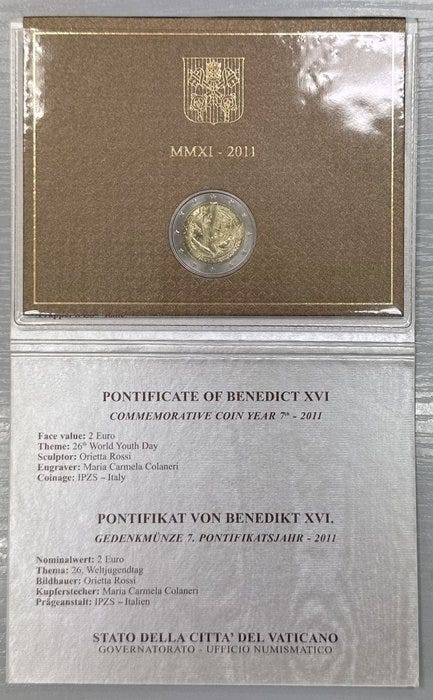 MMXI - 2011
PONTIFICATE OF BENEDICT XVI
COMMEMORATIVE COIN YEAR 7th - 2011
Face value: 2 Euro
Theme: 26th World Youth Day
Sculptor: Orietta Rossi
Engraver: Maria Carmela Colaneri
Coinage: IPZS – Italy
PONTIFIKAT VON BENEDIKT XVI.
GEDENKMÜNZE 7. PONTIFIKATSJAHR - 2011
Nominalwert: 2 Euro
Thema: 26. Weltjugendtag
Bildhauer: Orietta Rossi
Kupferstecher: Maria Carmela Colaneri
Prägeanstalt: IPZS – Italien
STATO DELLA CITTA' DEL VATICANO
GOVERNATORATO - UFFICIO NUMISMATICO